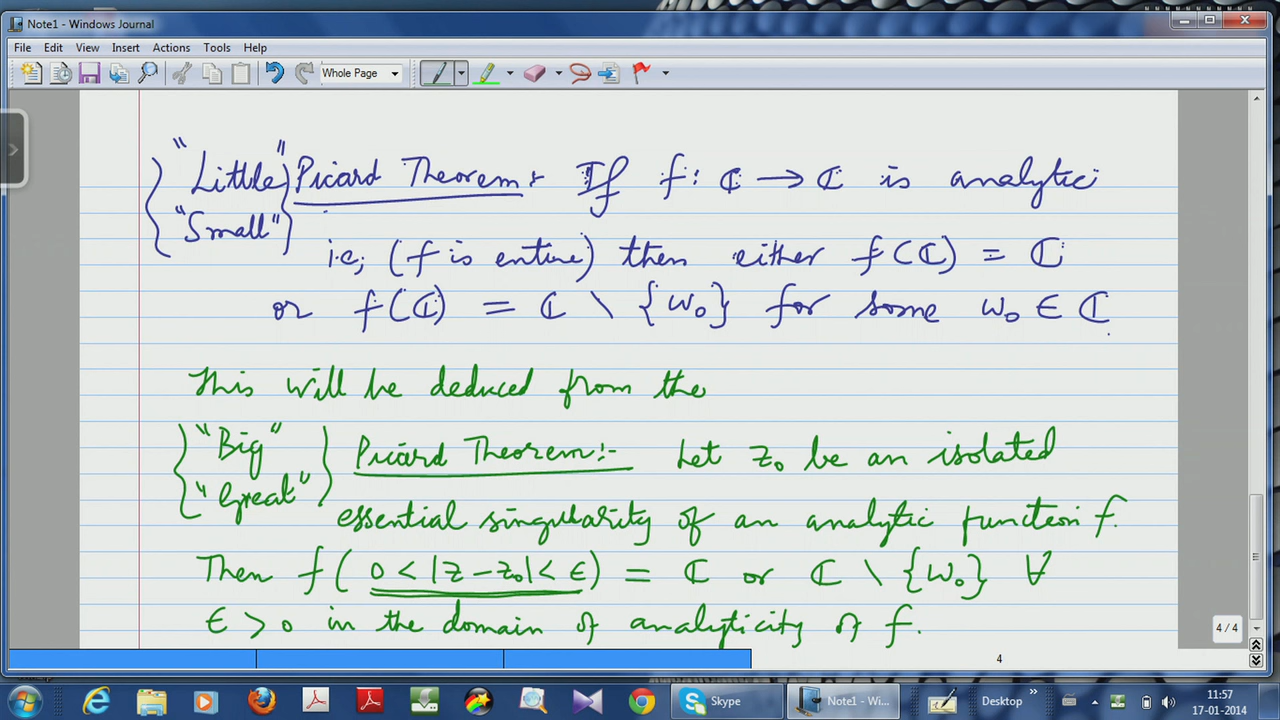 Note1 - Windows Journal
File Edit View Insert Actions Tools Help
Whole Page
"Little" Picard Theorem:- If f: ℂ → ℂ is analytic
"Small"
i.e; (f is entire) then either f(ℂ) = ℂ
or f(ℂ) = ℂ \ {w₀} for some w₀ ∈ ℂ.
This will be deduced from the
"Big" Picard Theorem:- Let z₀ be an isolated
"Great"
essential singularity of an analytic function f.
Then f( 0 < |z - z₀| < ϵ) = ℂ or ℂ \ {w₀} ∀
ϵ > 0 in the domain of analyticity of f.
4 / 4
4
Skype
Note1 - Wi...
Desktop
11:57
17-01-2014